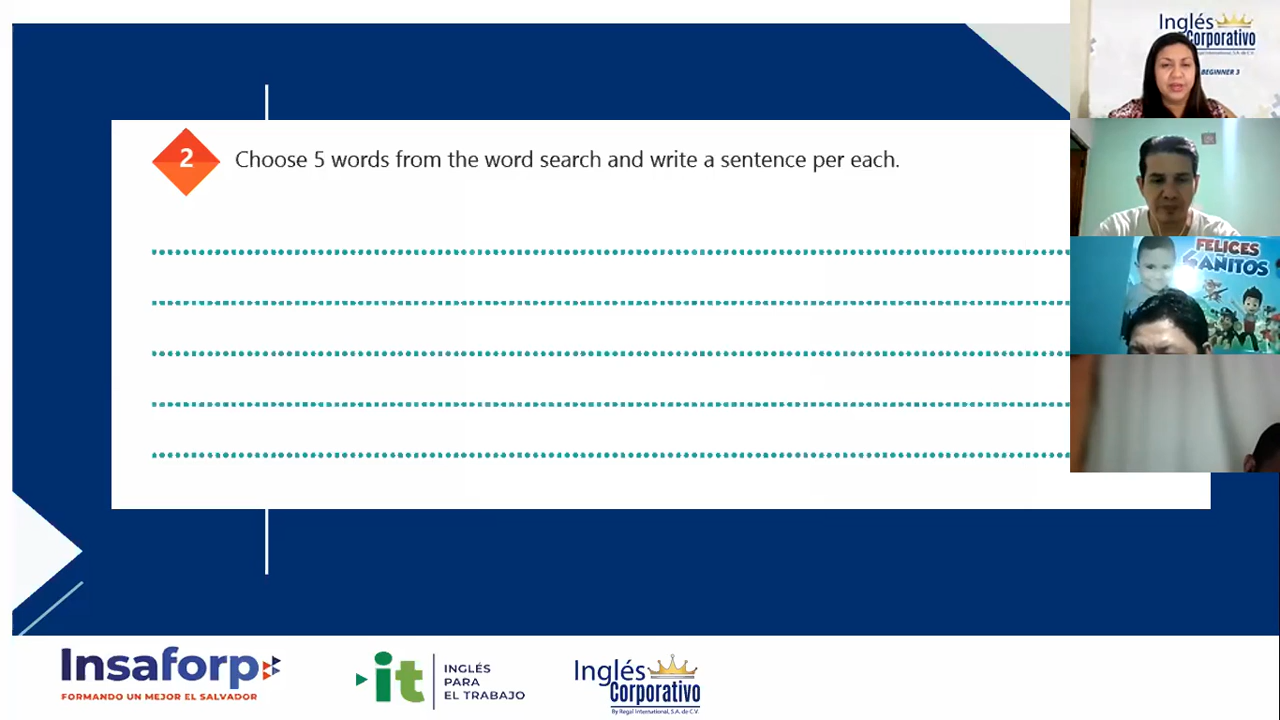 2
Choose 5 words from the word search and write a sentence per each.
Inglés
Corporativo
BEGINNER 3
FELICES
4 AÑITOS
Insaforp
FORMANDO UN MEJOR EL SALVADOR
it
INGLÉS
PARA
EL TRABAJO
Inglés
Corporativo
By Regal International, S.A. de C.V.